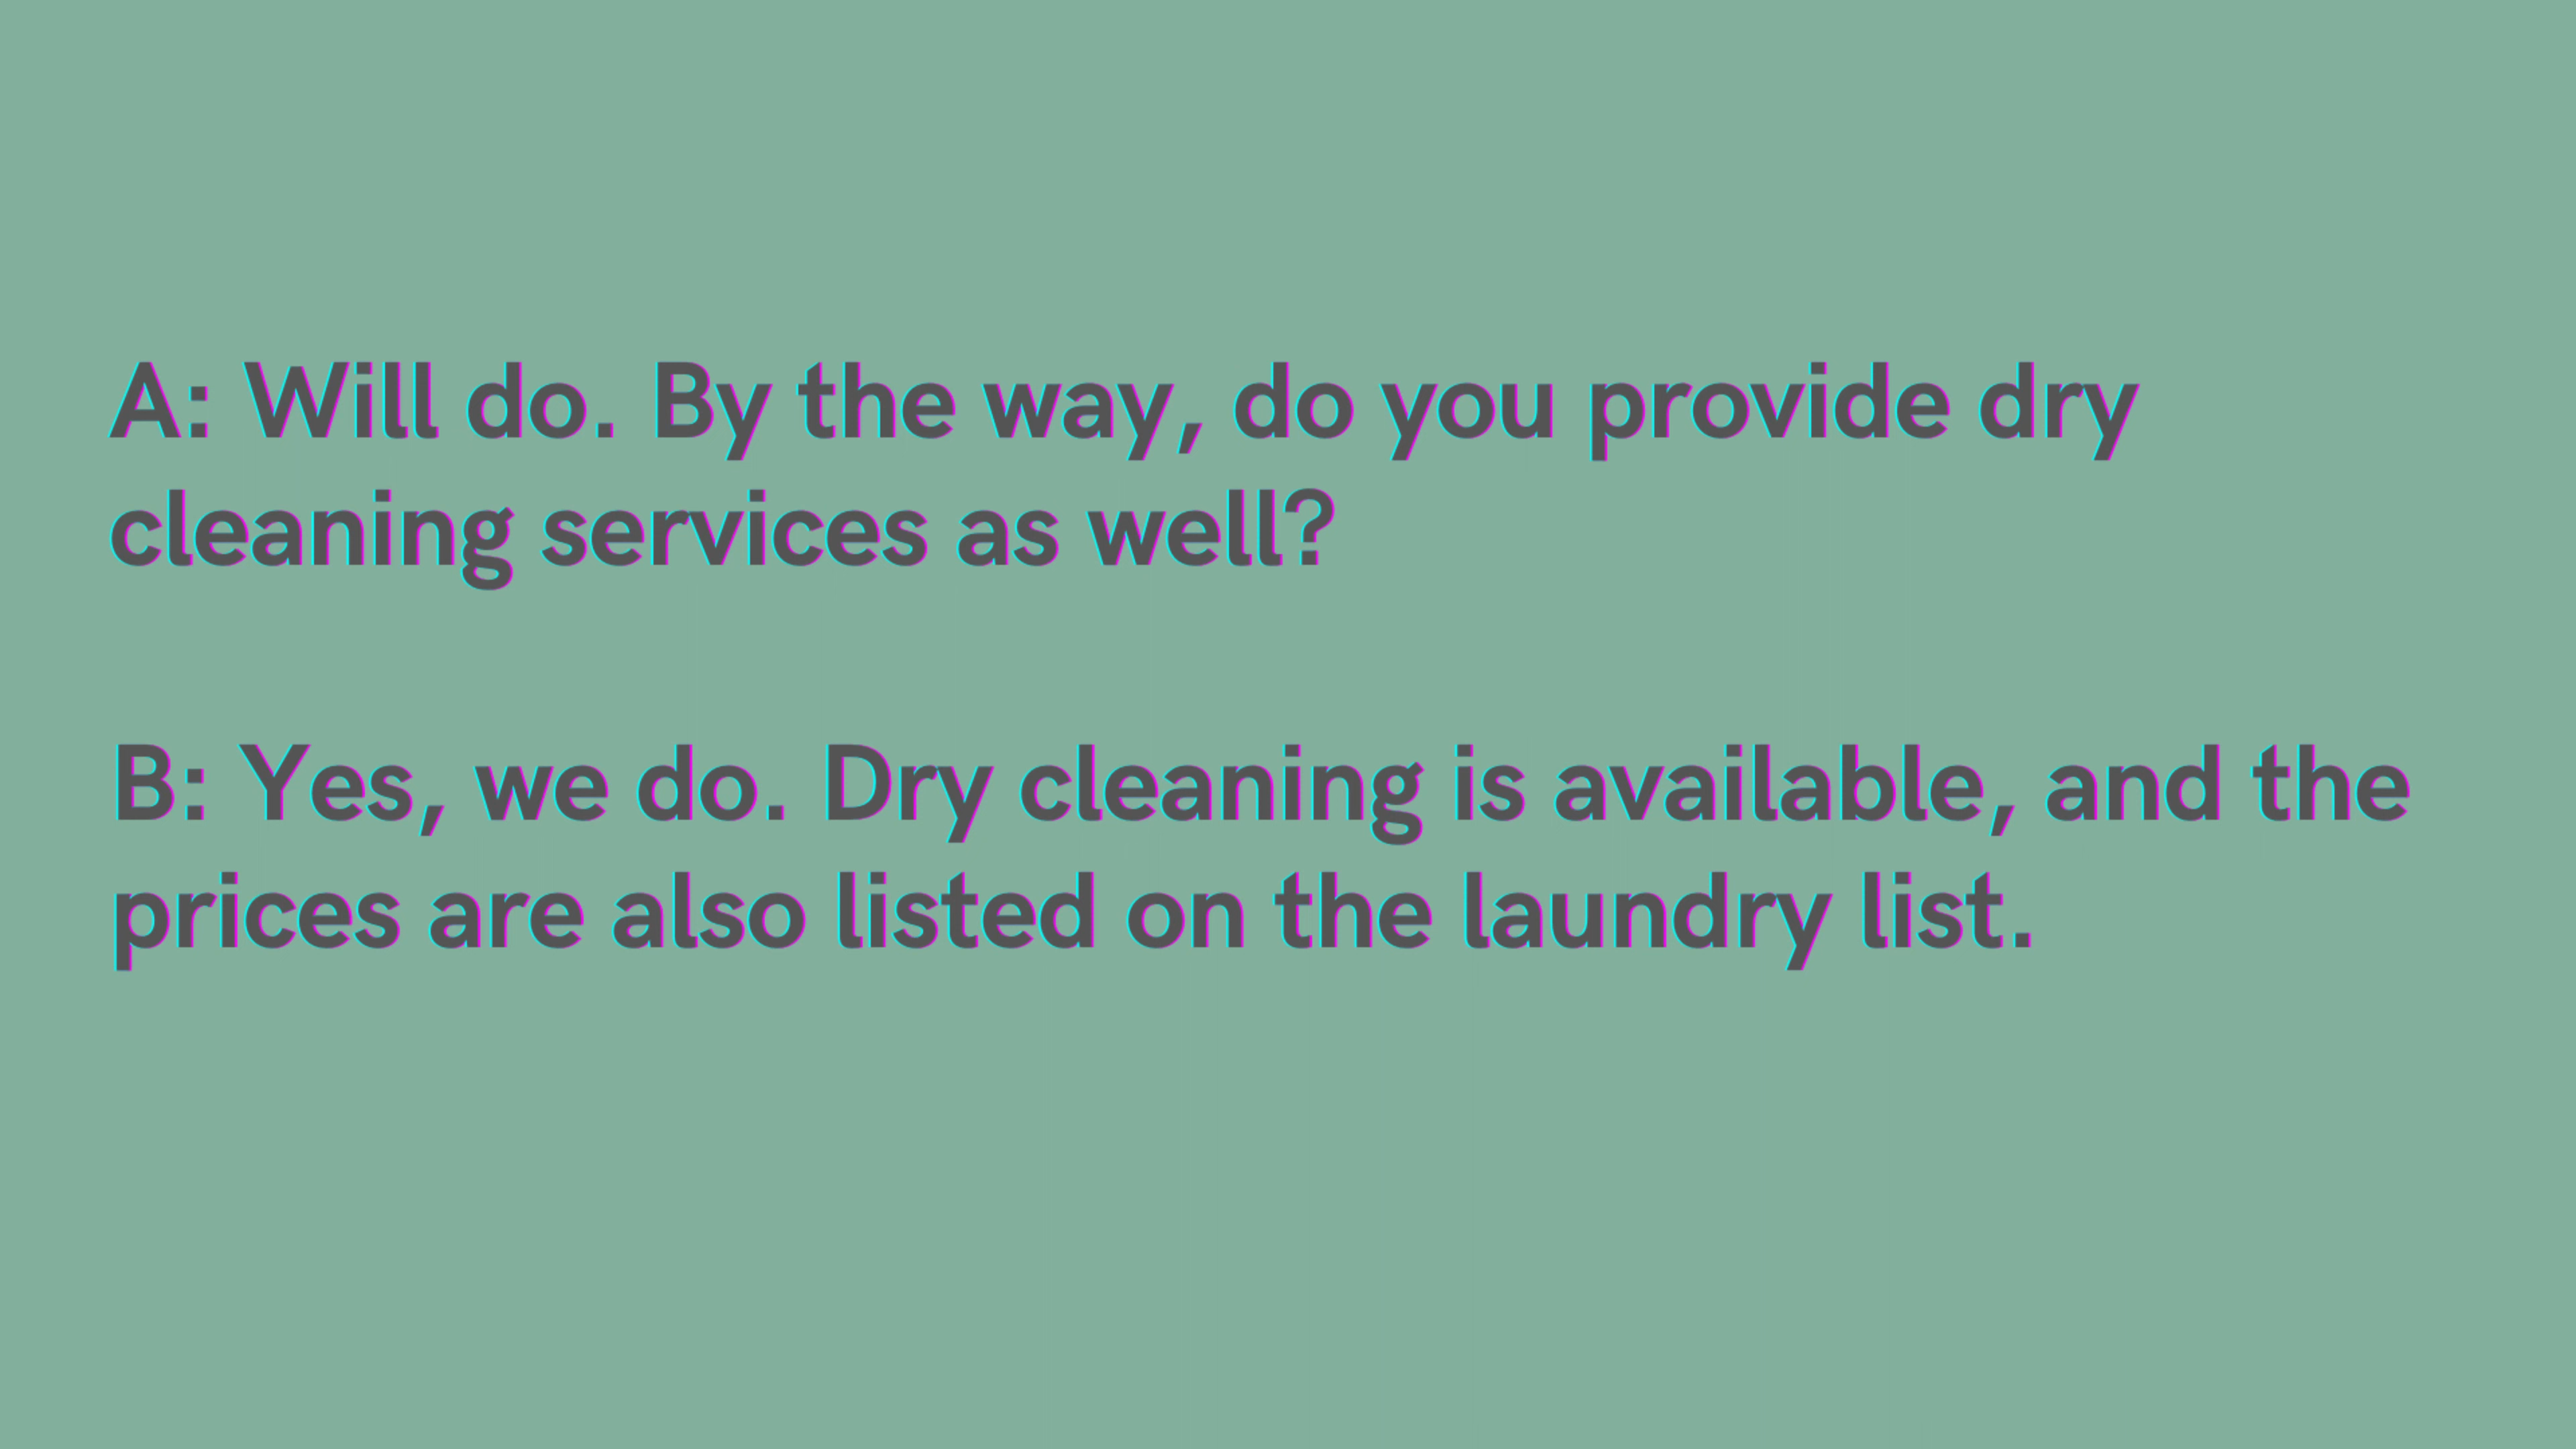 A: Will do. By the way, do you provide dry
cleaning services as well?
B: Yes, we do. Dry cleaning is available, and the
prices are also listed on the laundry list.